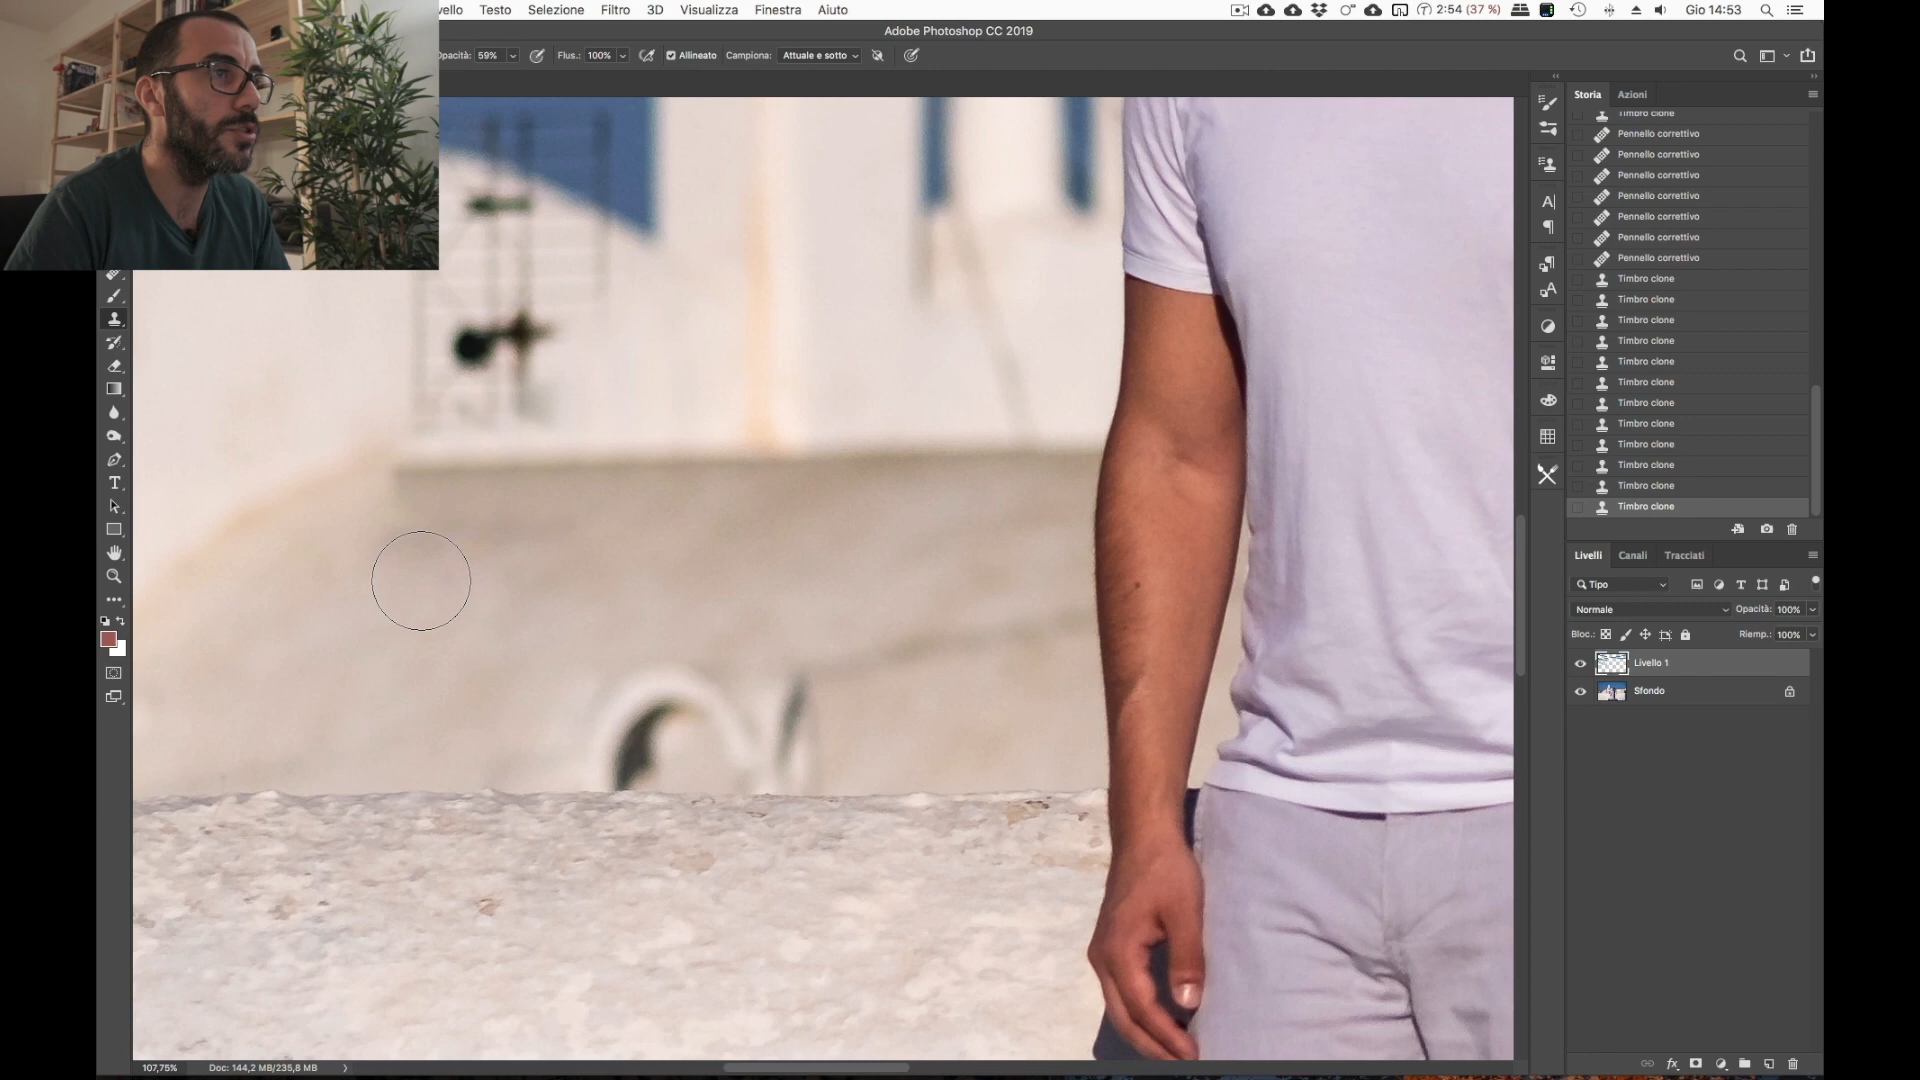 vello Testo Selezione Filtro 3D Visualizza Finestra Aiuto
2:54 (37 %) Gio 14:53
Adobe Photoshop CC 2019
Opacità: 59% Flus.: 100% Allineato Campiona: Attuale e sotto
Storia Azioni
Timbro clone
Pennello correttivo
Pennello correttivo
Pennello correttivo
Pennello correttivo
Pennello correttivo
Pennello correttivo
Pennello correttivo
Timbro clone
Timbro clone
Timbro clone
Timbro clone
Timbro clone
Timbro clone
Timbro clone
Timbro clone
Timbro clone
Timbro clone
Timbro clone
Timbro clone
Livelli Canali Tracciati
Tipo
Normale Opacità: 100%
Bloc.: Riemp.: 100%
Livello 1
Sfondo
107,75% Doc: 144,2 MB/235,8 MB